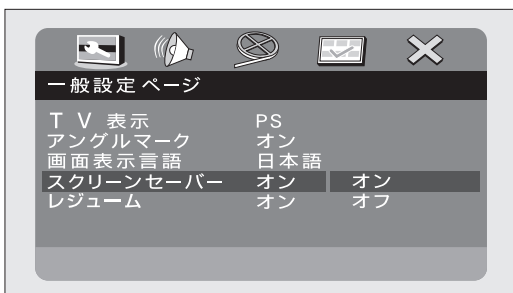 一般設定 ページ
TV 表示 PS
アングルマーク オン
画面表示言語 日本語
スクリーンセーバー オン オン
レジューム オン オフ